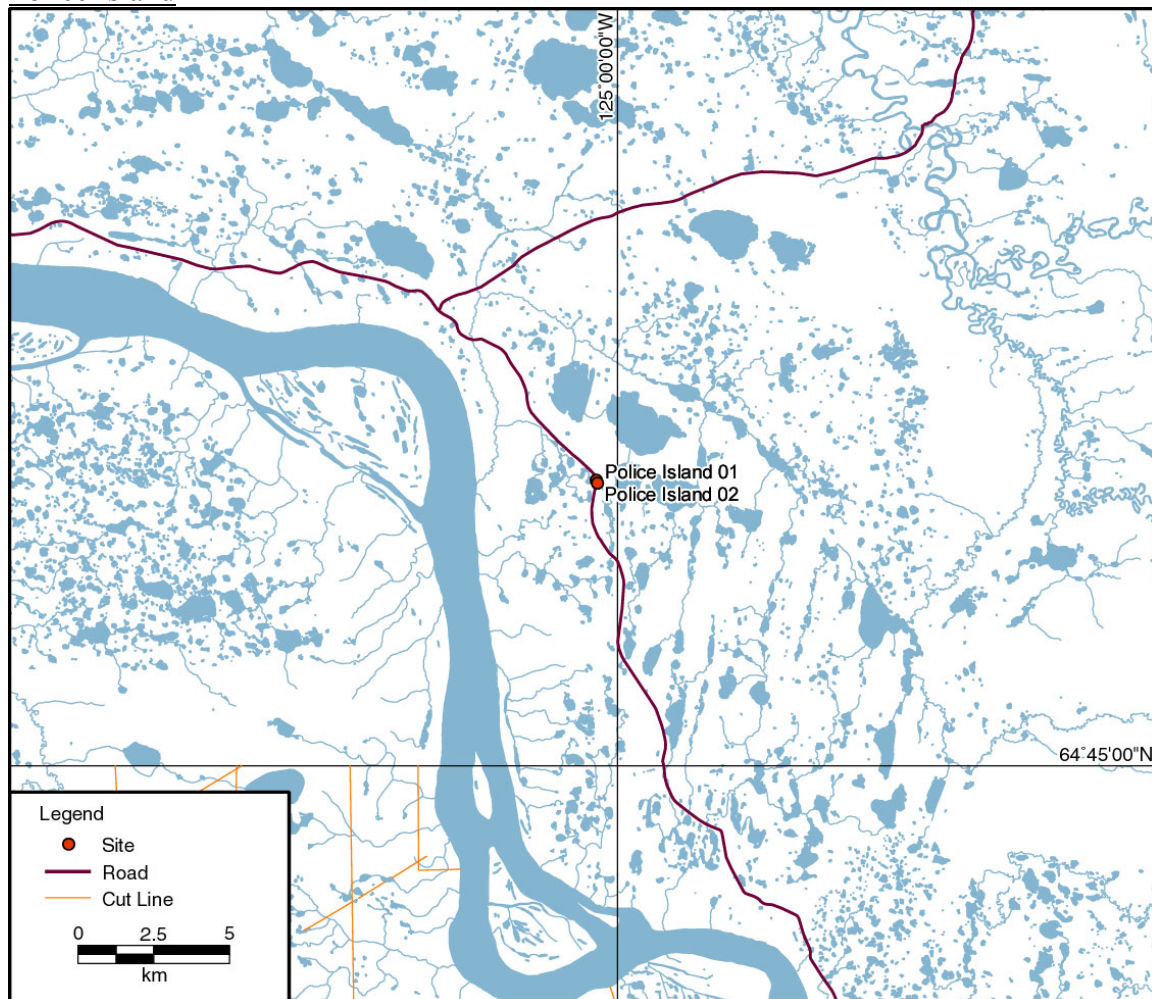 125°00'00"W
Police Island 01
Police Island 02
64°45'00"N
Legend
Site
Road
Cut Line
0 2.5 5
km